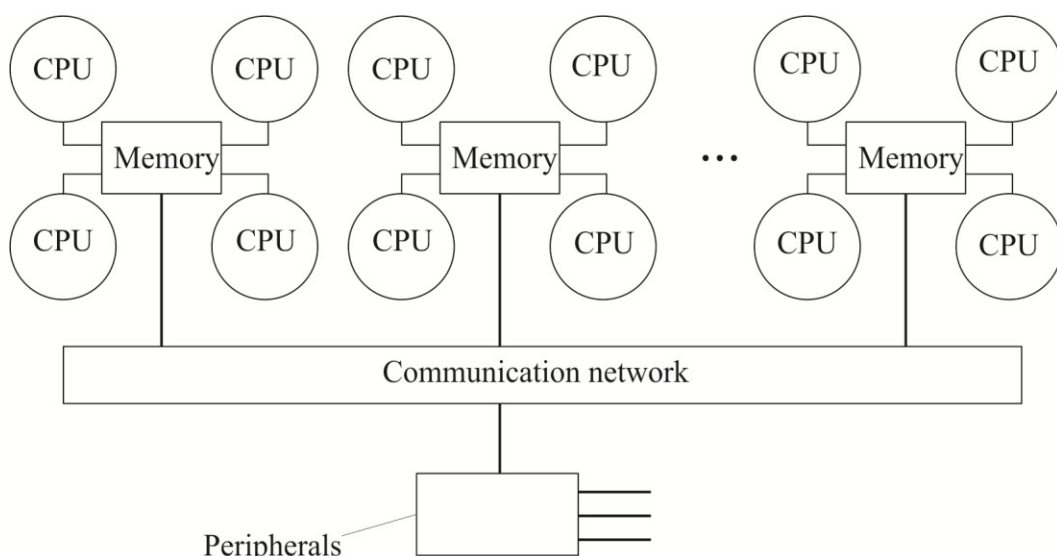 CPU CPU CPU CPU CPU CPU
Memory Memory ... Memory
CPU CPU CPU CPU CPU CPU
Communication network
Peripherals